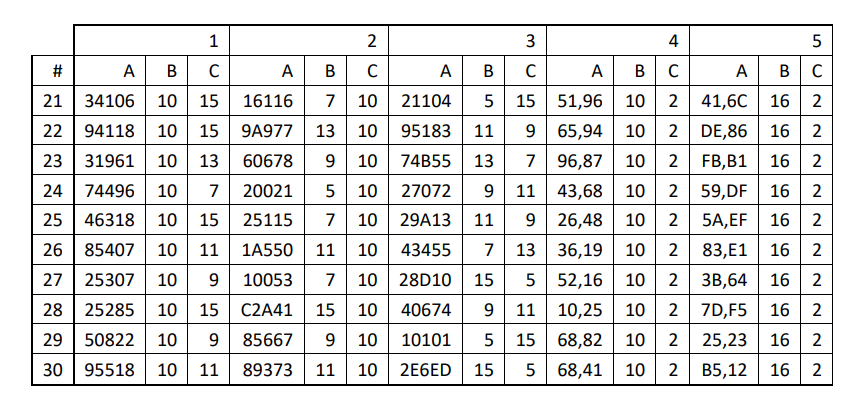 1 2 3 4 5
# A B C A B C A B C A B C A B C
21 34106 10 15 16116 7 10 21104 5 15 51,96 10 2 41,6C 16 2
22 94118 10 15 9A977 13 10 95183 11 9 65,94 10 2 DE,86 16 2
23 31961 10 13 60678 9 10 74B55 13 7 96,87 10 2 FB,B1 16 2
24 74496 10 7 20021 5 10 27072 9 11 43,68 10 2 59,DF 16 2
25 46318 10 15 25115 7 10 29A13 11 9 26,48 10 2 5A,EF 16 2
26 85407 10 11 1A550 11 10 43455 7 13 36,19 10 2 83,E1 16 2
27 25307 10 9 10053 7 10 28D10 15 5 52,16 10 2 3B,64 16 2
28 25285 10 15 C2A41 15 10 40674 9 11 10,25 10 2 7D,F5 16 2
29 50822 10 9 85667 9 10 10101 5 15 68,82 10 2 25,23 16 2
30 95518 10 11 89373 11 10 2E6ED 15 5 68,41 10 2 B5,12 16 2